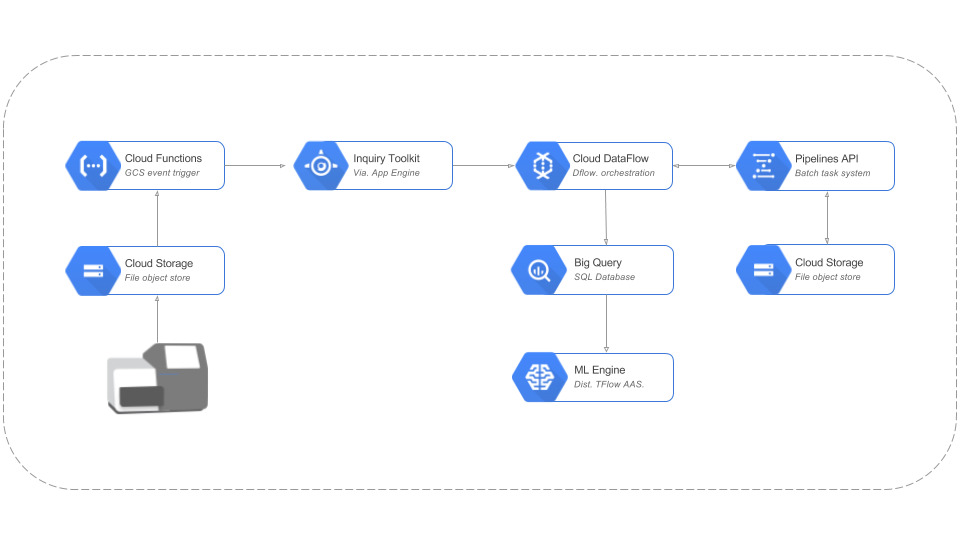 Cloud Functions
GCS event trigger
Inquiry Toolkit
Via. App Engine
Cloud DataFlow
Dflow. orchestration
Pipelines API
Batch task system
Cloud Storage
File object store
Big Query
SQL Database
Cloud Storage
File object store
ML Engine
Dist. TFlow AAS.